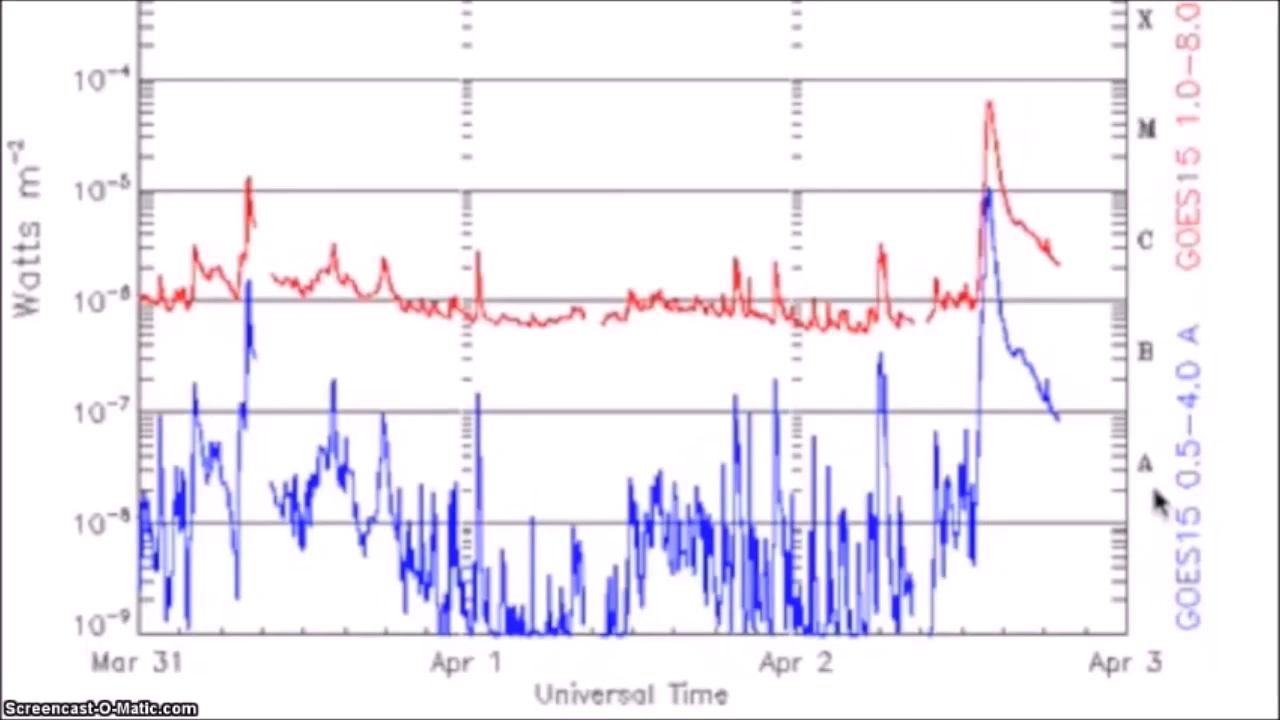 X
10⁻⁴
M
10⁻⁵
C
10⁻⁶
B
10⁻⁷
A
10⁻⁸
10⁻⁹
Watts m⁻²
Mar 31 Apr 1 Apr 2 Apr 3
Universal Time
GOES15 1.0-8.0
GOES15 0.5-4.0 A
Screencast-O-Matic.com